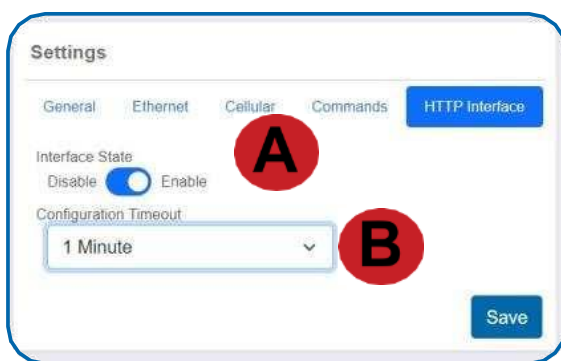 Settings
General Ethernet Cellular Commands HTTP Interface
A
Interface State
Disable Enable
Configuration Timeout
1 Minute
B
Save